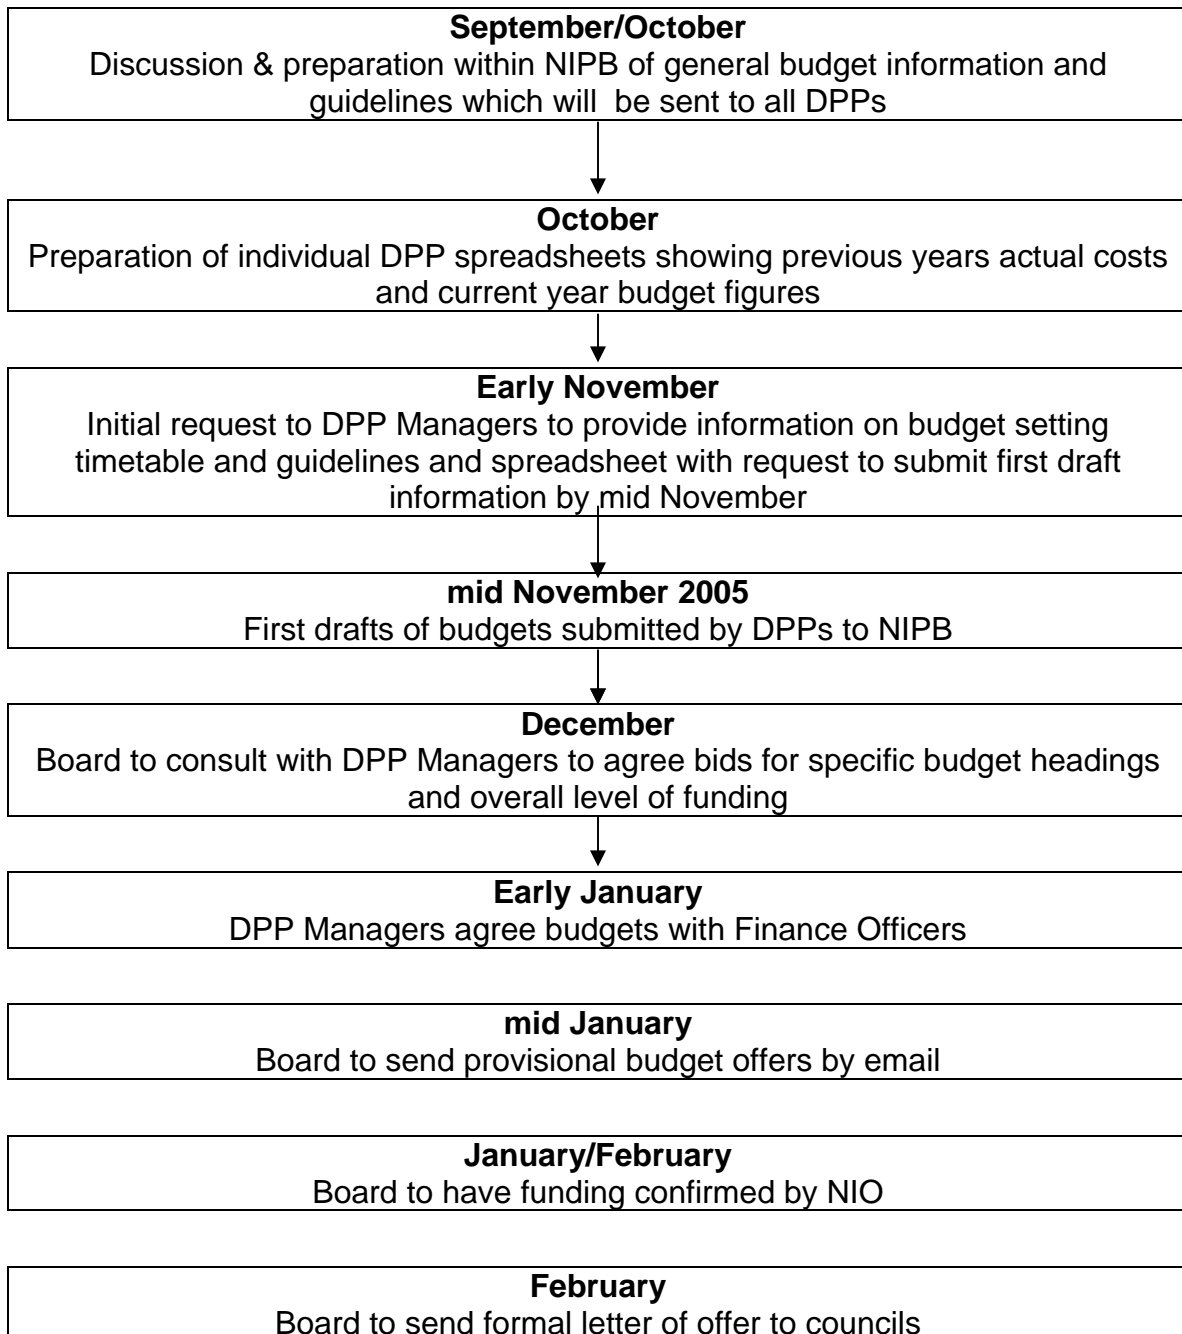 September/October
Discussion & preparation within NIPB of general budget information and
guidelines which will be sent to all DPPs
October
Preparation of individual DPP spreadsheets showing previous years actual costs
and current year budget figures
Early November
Initial request to DPP Managers to provide information on budget setting
timetable and guidelines and spreadsheet with request to submit first draft
information by mid November
mid November 2005
First drafts of budgets submitted by DPPs to NIPB
December
Board to consult with DPP Managers to agree bids for specific budget headings
and overall level of funding
Early January
DPP Managers agree budgets with Finance Officers
mid January
Board to send provisional budget offers by email
January/February
Board to have funding confirmed by NIO
February
Board to send formal letter of offer to councils